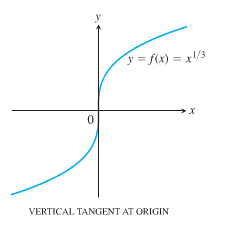 y
y = f(x) = x^{1/3}
x
0
VERTICAL TANGENT AT ORIGIN